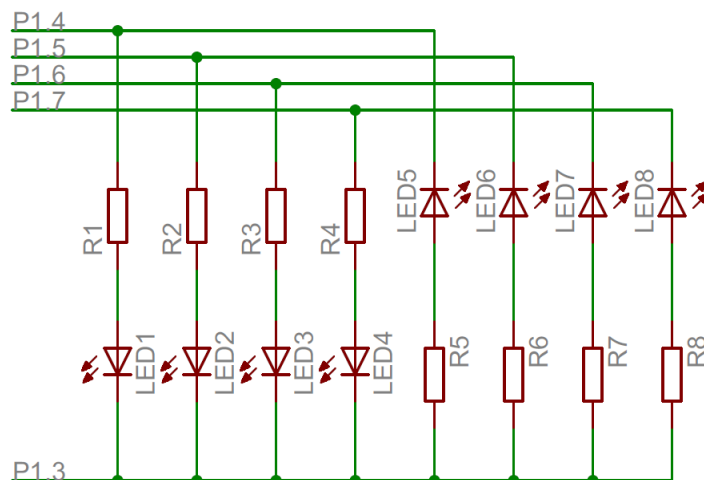 P1.4
P1.5
P1.6
P1.7
R1
R2
R3
R4
LED5
LED6
LED7
LED8
LED1
LED2
LED3
LED4
R5
R6
R7
R8
P1.3